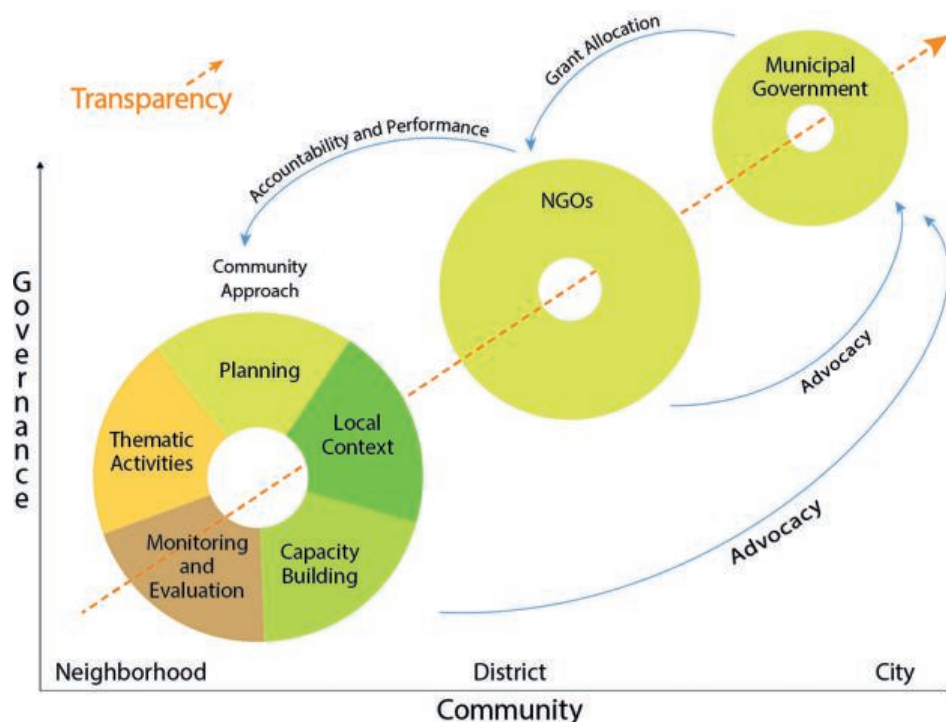 Transparency
Grant Allocation
Municipal
Government
Accountability and Performance
NGOs
Community
Approach
Governance
Planning
Local
Context
Thematic
Activities
Monitoring
and
Evaluation
Capacity
Building
Advocacy
Advocacy
Neighborhood
District
City
Community